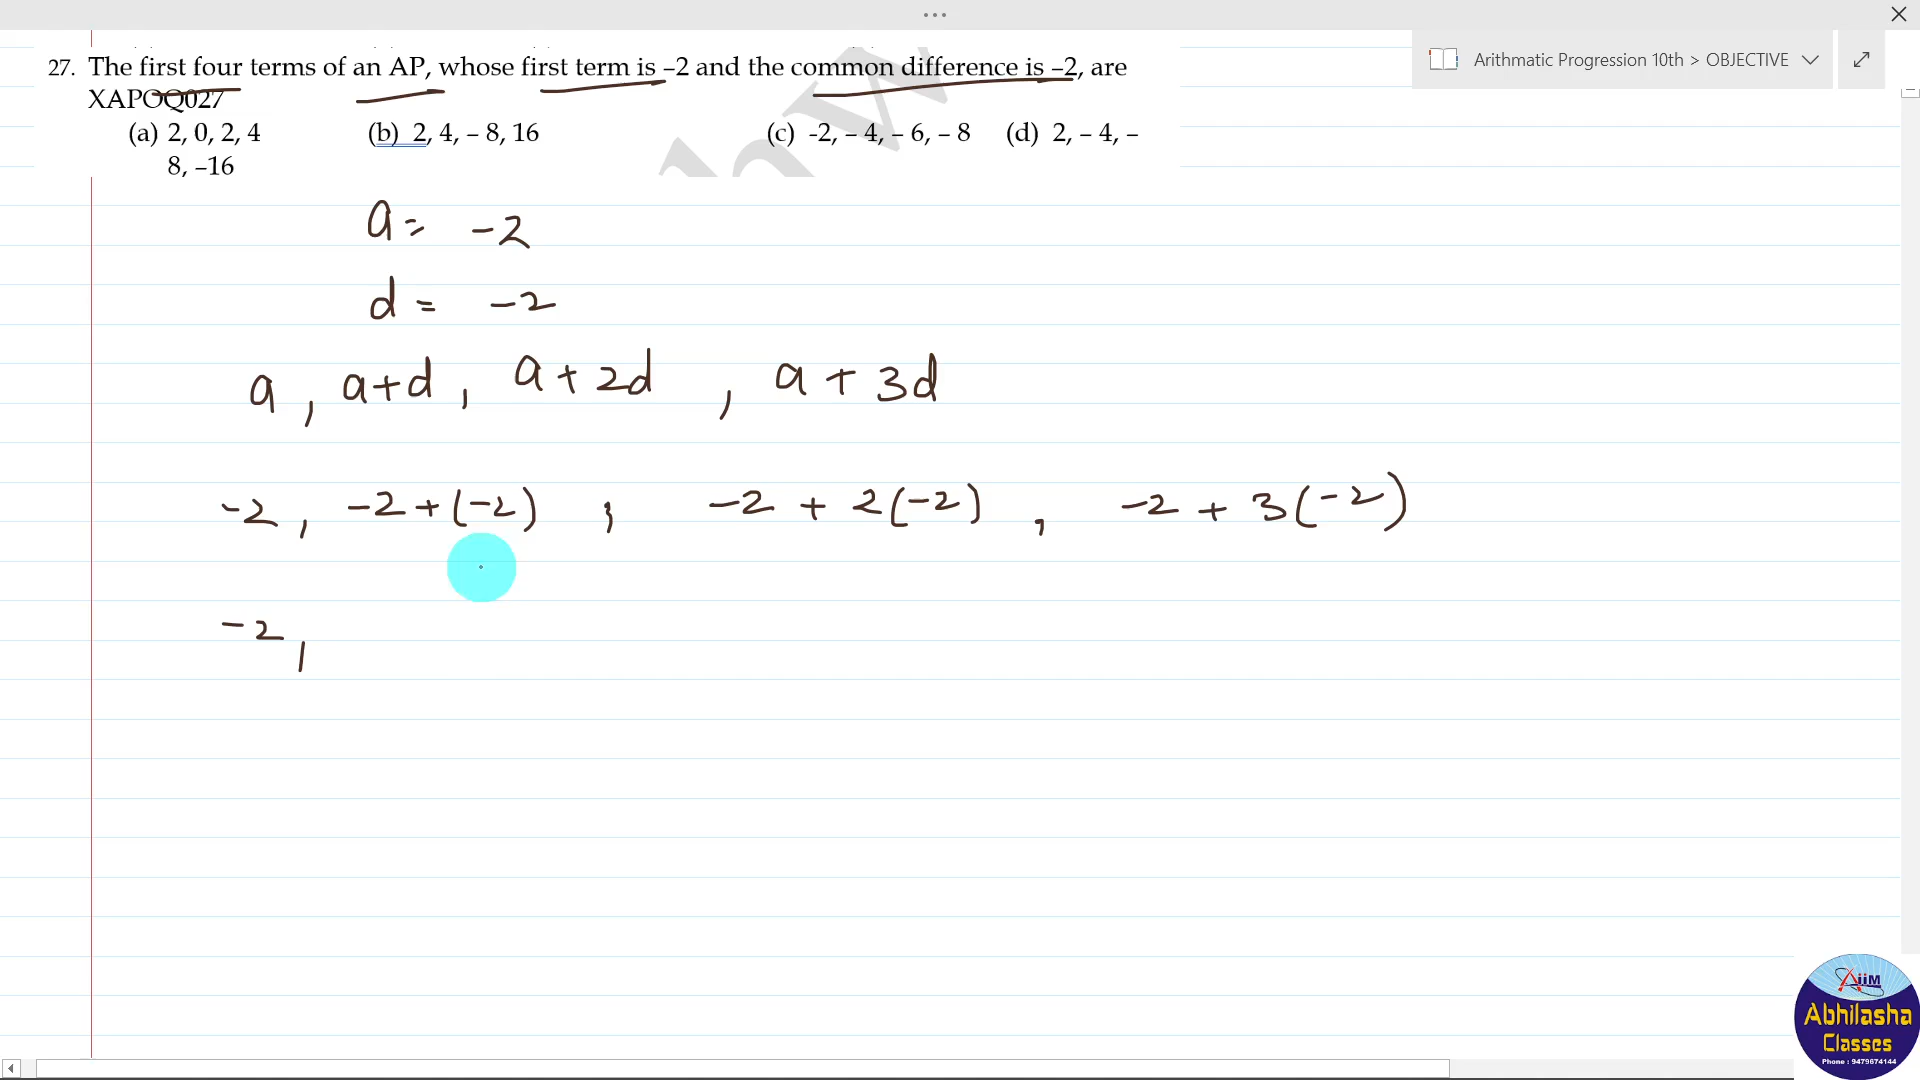 Arithmatic Progression 10th > OBJECTIVE
27. The first four terms of an AP, whose first term is –2 and the common difference is –2, are
XAPOQ027
(a) 2, 0, 2, 4 (b) 2, 4, – 8, 16 (c) -2, – 4, – 6, – 8 (d) 2, – 4, –
8, –16
a = -2
d = -2
a, a+d, a+2d, a+3d
-2, -2+(-2), -2+2(-2), -2+3(-2)
-2,
AiiM
Abhilasha
Classes
Phone : 9479674144